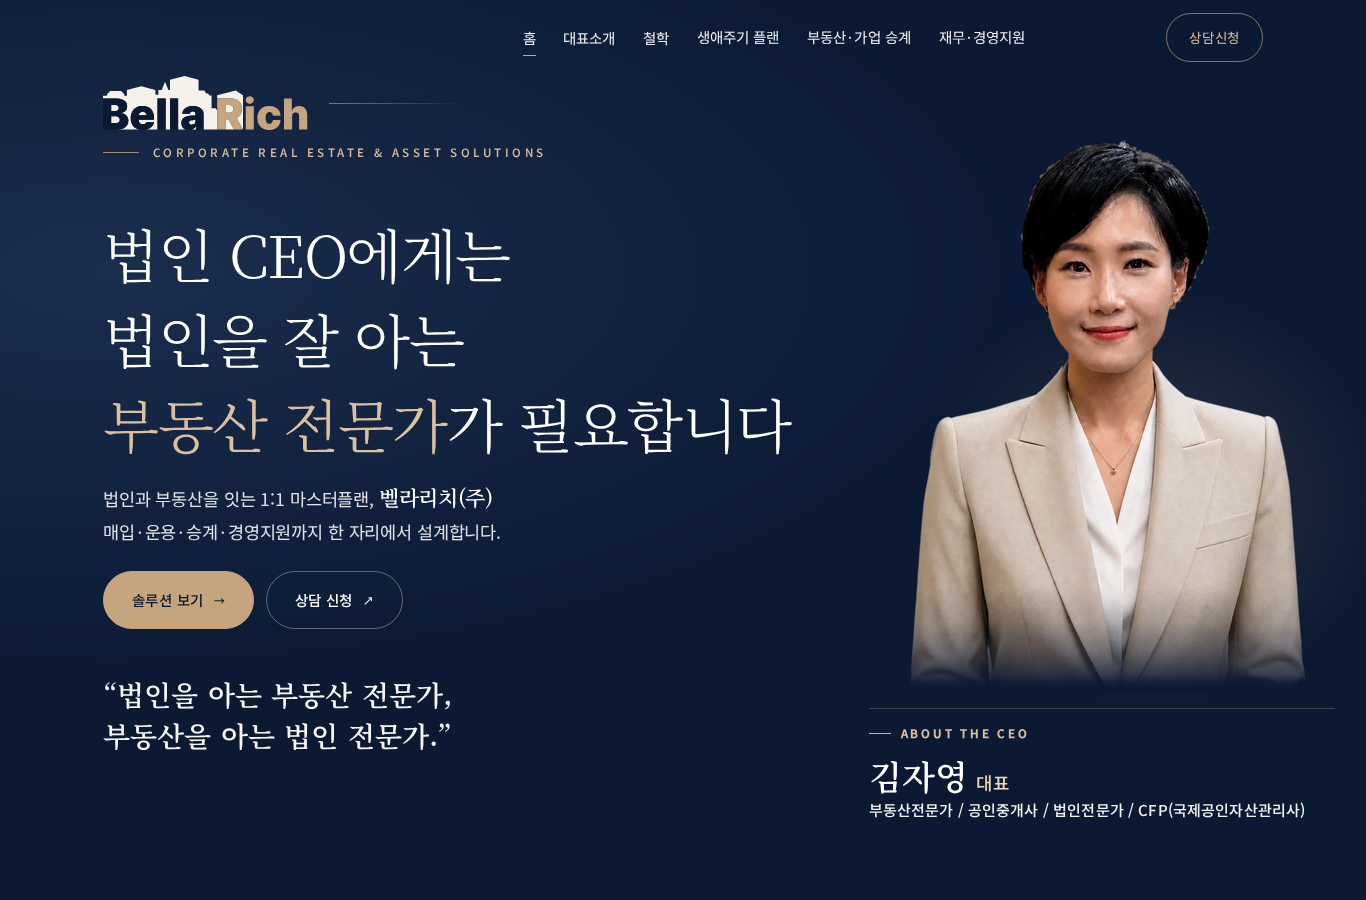 홈 대표소개 철학 생애주기 플랜 부동산·가업 승계 재무·경영지원 상담신청
Bella Rich
CORPORATE REAL ESTATE & ASSET SOLUTIONS
법인 CEO에게는
법인을 잘 아는
부동산 전문가가 필요합니다
법인과 부동산을 잇는 1:1 마스터플랜, 벨라리치(주)
매입·운용·승계·경영지원까지 한 자리에서 설계합니다.
솔루션 보기 → 상담 신청 ↗
“법인을 아는 부동산 전문가,
부동산을 아는 법인 전문가.”
ABOUT THE CEO
김자영 대표
부동산전문가 / 공인중개사 / 법인전문가 / CFP(국제공인자산관리사)